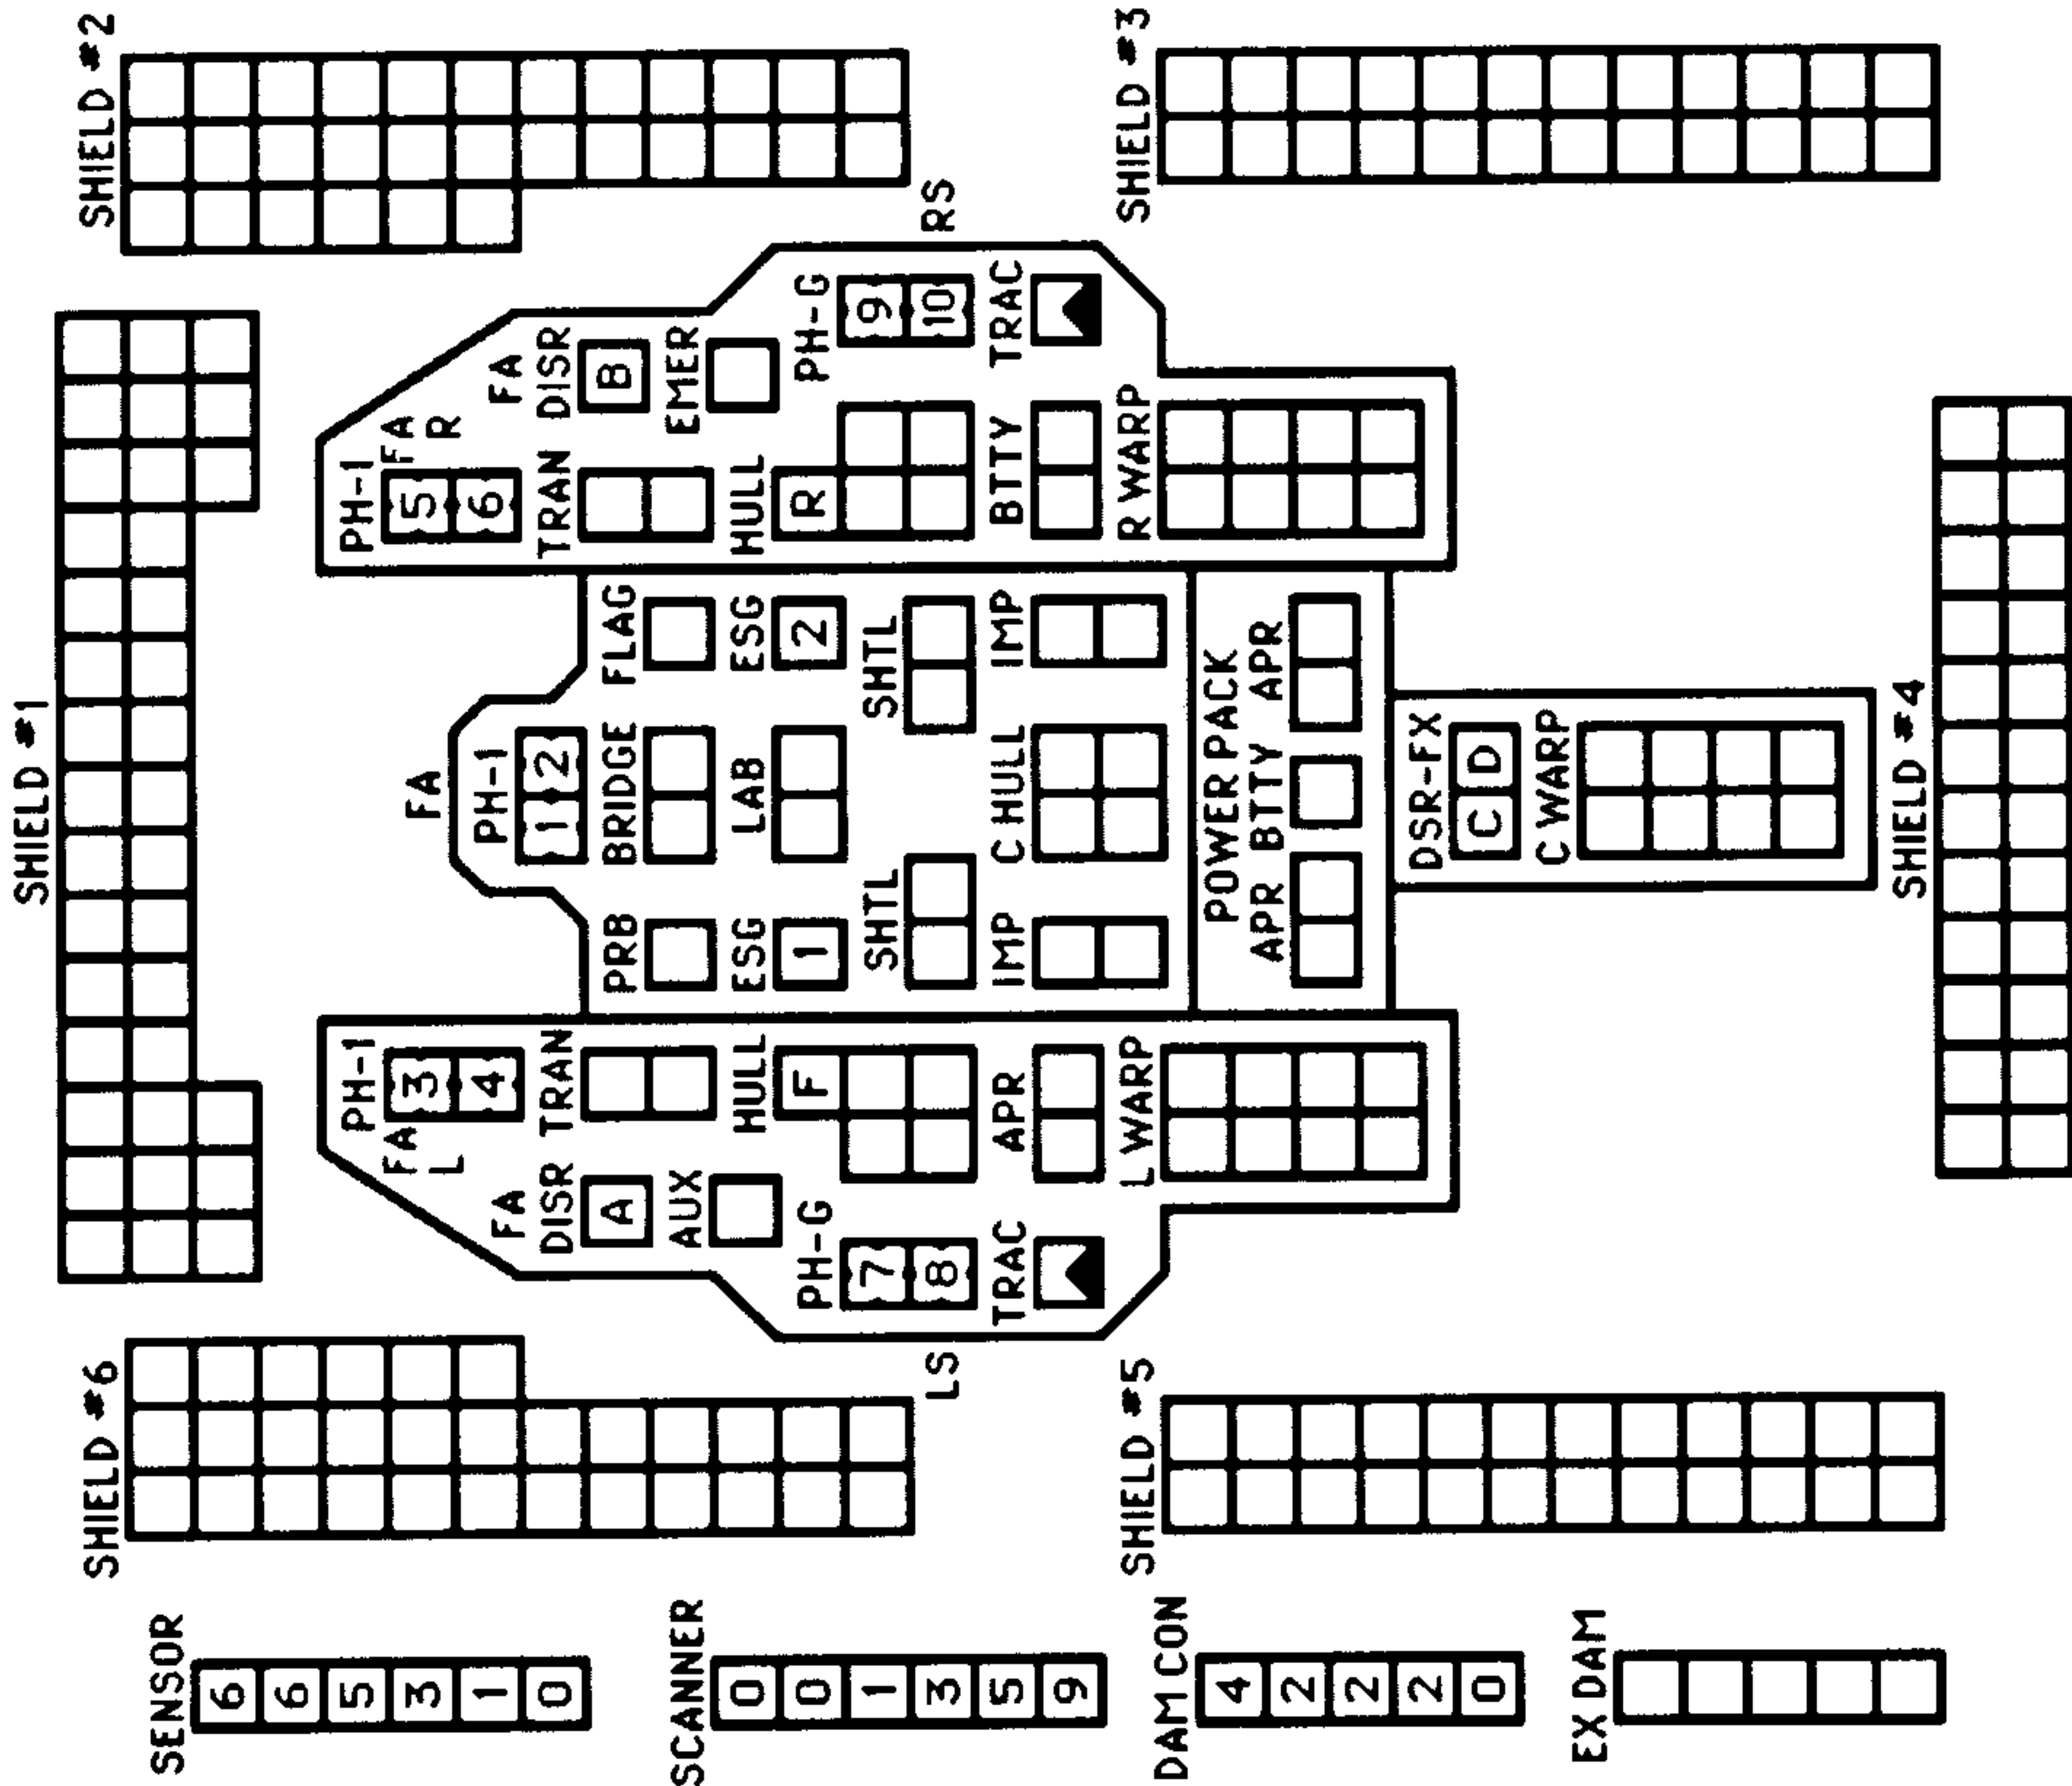 SHIELD #1
SHIELD #6
SHIELD #2
SENSOR
6
6
5
3
1
0
SCANNER
0
0
1
3
5
9
DAM CON
4
2
2
2
0
EX DAM
PH-1
FA
L
3
4
FA
DISR
A
TRAN
AUX
HULL
F
PH-G
7
8
LS
TRAC
APR
L WARP
FA
PH-1
1 2
PRB
BRIDGE
FLAG
ESG
1
LAB
ESG
2
SHTL
SHTL
IMP
C HULL
IMP
POWER PACK
APR
BTTY
APR
DSR-FX
C D
C WARP
PH-1
FA
R
5
6
FA
DISR
B
TRAN
EMER
HULL
R
PH-G
9
10
RS
TRAC
BTTY
R WARP
SHIELD #5
SHIELD #4
SHIELD #3